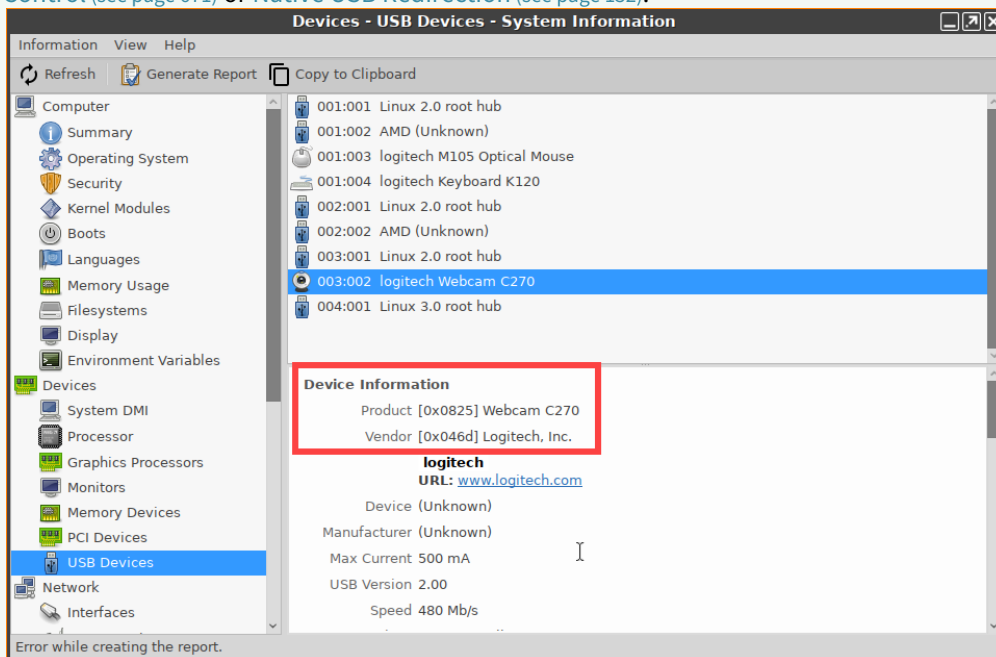 (see page 132).
Devices - USB Devices - System Information
Information View Help
Refresh Generate Report Copy to Clipboard
Computer
Summary
Operating System
Security
Kernel Modules
Boots
Languages
Memory Usage
Filesystems
Display
Environment Variables
Devices
System DMI
Processor
Graphics Processors
Monitors
Memory Devices
PCI Devices
USB Devices
Network
Interfaces
001:001 Linux 2.0 root hub
001:002 AMD (Unknown)
001:003 logitech M105 Optical Mouse
001:004 logitech Keyboard K120
002:001 Linux 2.0 root hub
002:002 AMD (Unknown)
003:001 Linux 2.0 root hub
003:002 logitech Webcam C270
004:001 Linux 3.0 root hub
Device Information
Product [0x0825] Webcam C270
Vendor [0x046d] Logitech, Inc.
logitech
URL: www.logitech.com
Device (Unknown)
Manufacturer (Unknown)
Max Current 500 mA
USB Version 2.00
Speed 480 Mb/s
Error while creating the report.